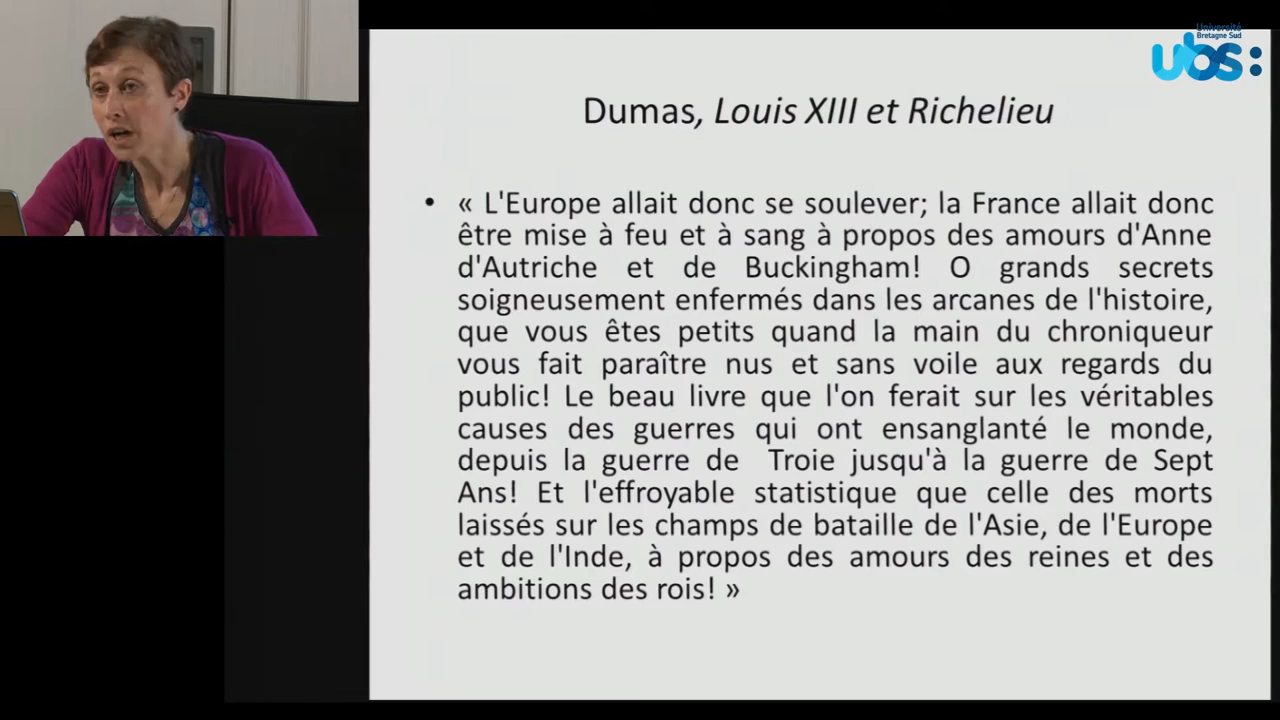 Université
Bretagne Sud
ubs:
Dumas, Louis XIII et Richelieu
• « L'Europe allait donc se soulever; la France allait donc
être mise à feu et à sang à propos des amours d'Anne
d'Autriche et de Buckingham! O grands secrets
soigneusement enfermés dans les arcanes de l'histoire,
que vous êtes petits quand la main du chroniqueur
vous fait paraître nus et sans voile aux regards du
public! Le beau livre que l'on ferait sur les véritables
causes des guerres qui ont ensanglanté le monde,
depuis la guerre de Troie jusqu'à la guerre de Sept
Ans! Et l'effroyable statistique que celle des morts
laissés sur les champs de bataille de l'Asie, de l'Europe
et de l'Inde, à propos des amours des reines et des
ambitions des rois! »